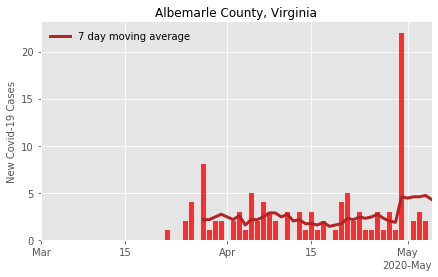 Albemarle County, Virginia
7 day moving average
New Covid-19 Cases
20
15
10
5
0
Mar
15
Apr
15
May
2020-May